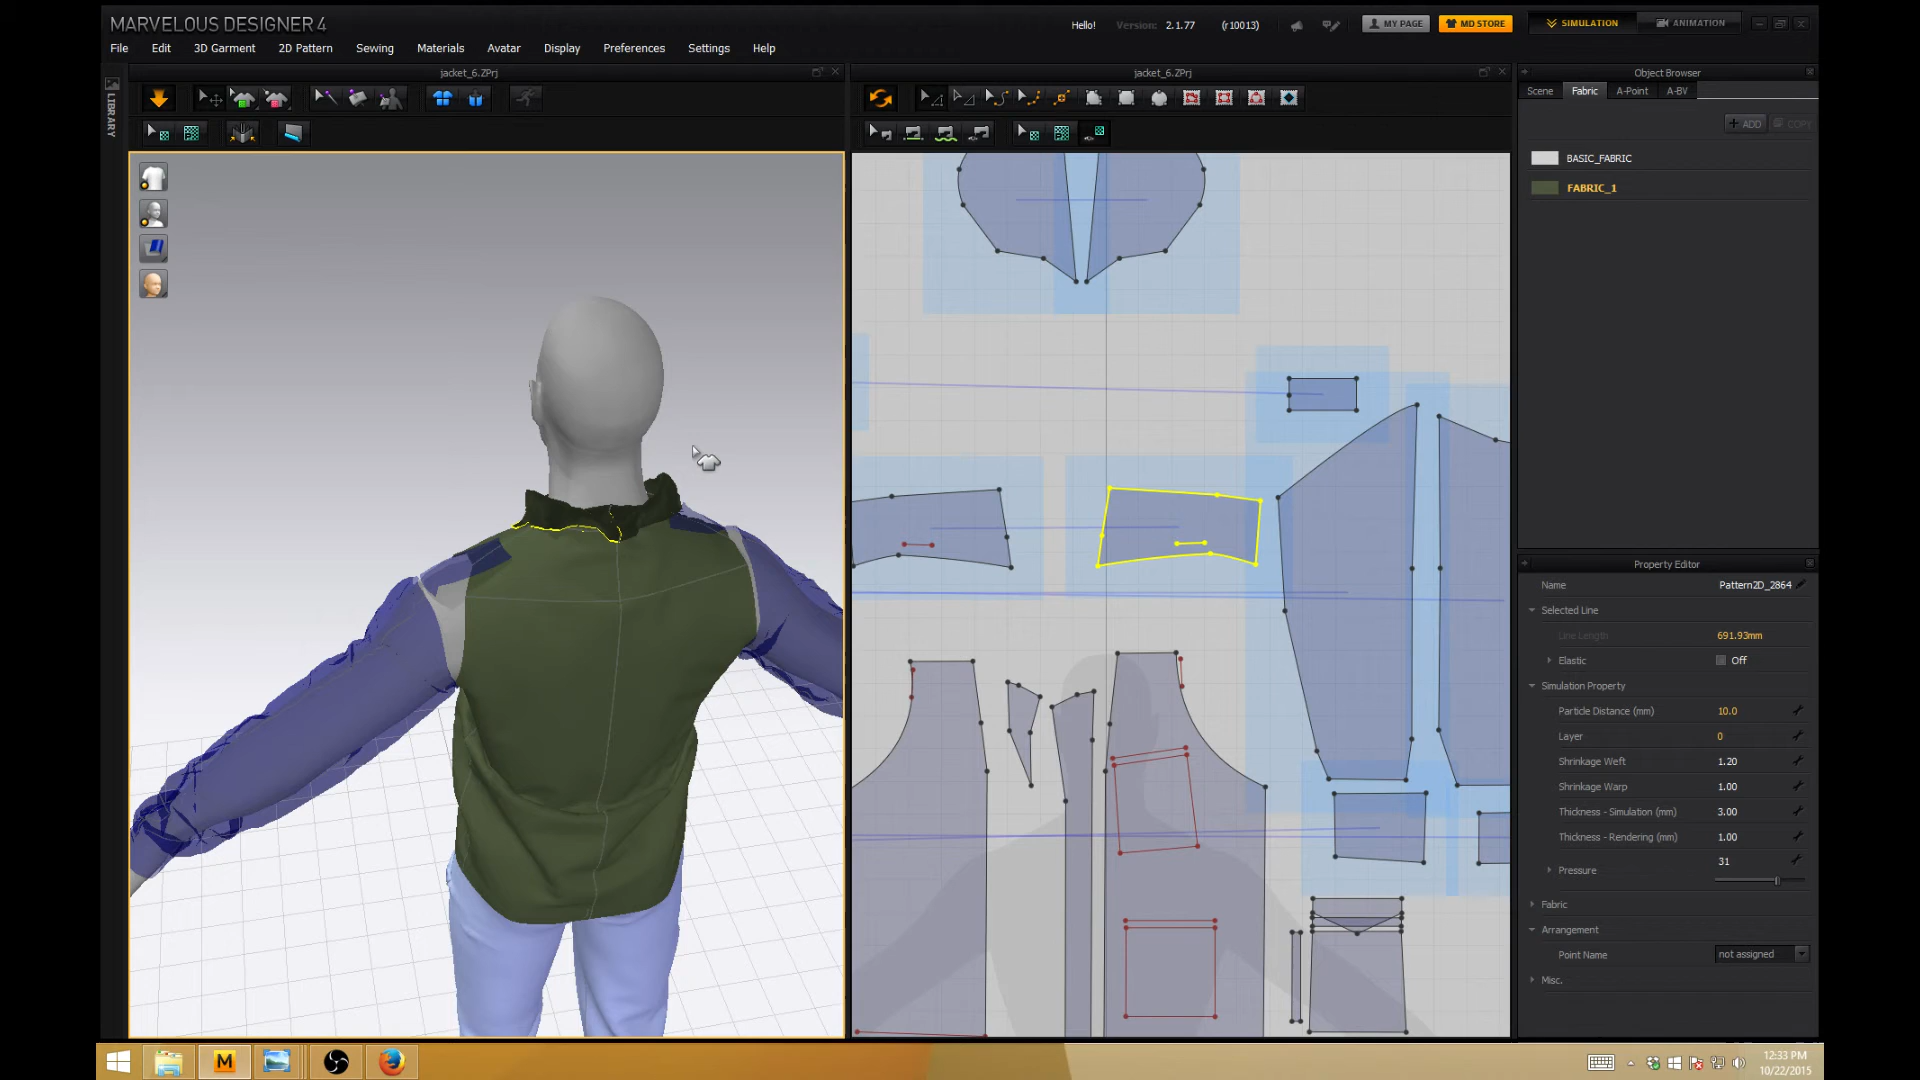 MARVELOUS DESIGNER 4
Hello!
Version: 2.1.77
(r10013)
MY PAGE
MD STORE
SIMULATION
ANIMATION
File
Edit
3D Garment
2D Pattern
Sewing
Materials
Avatar
Display
Preferences
Settings
Help
LIBRARY
jacket_6.ZPrj
jacket_6.ZPrj
Object Browser
Scene
Fabric
A-Point
A-BV
+ ADD
COPY
BASIC_FABRIC
FABRIC_1
Property Editor
Name
Pattern2D_2864
Selected Line
Line Length
691.93mm
Elastic
Off
Simulation Property
Particle Distance (mm)
10.0
Layer
0
Shrinkage Weft
1.20
Shrinkage Warp
1.00
Thickness - Simulation (mm)
3.00
Thickness - Rendering (mm)
1.00
Pressure
31
Fabric
Arrangement
Point Name
not assigned
Misc.
M
12:33 PM
10/22/2015